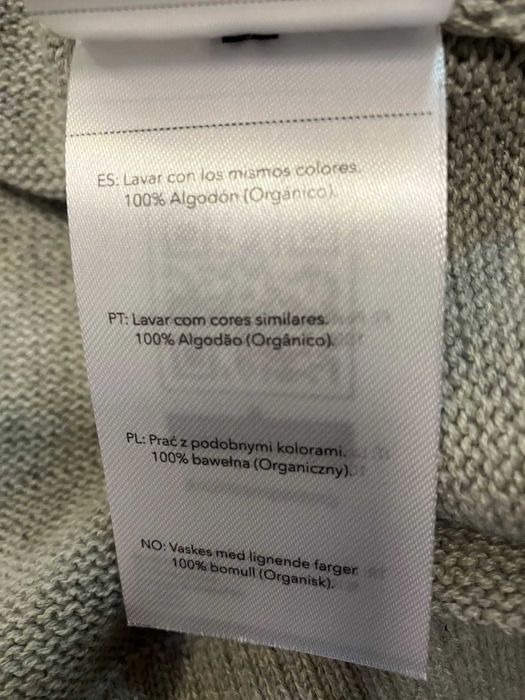 ES: Lavar con los mismos colores.
100% Algodón (Orgánico).
PT: Lavar com cores similares.
100% Algodão (Orgânico).
PL: Prać z podobnymi kolorami.
100% bawełna (Organiczny).
NO: Vaskes med lignende farger
100% bomull (Organisk).